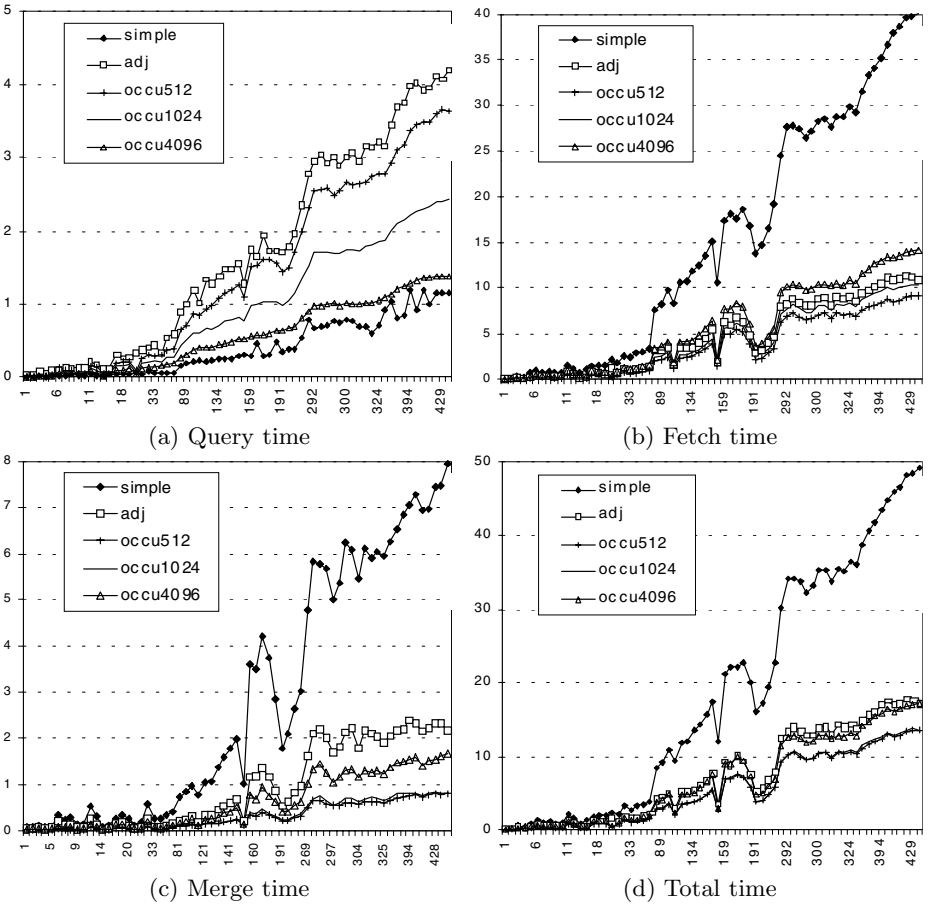 5
4
3
2
1
0
simple
adj
occu512
occu1024
occu4096
1 6 11 18 33 89 134 159 191 292 300 324 394 429
(a) Query time
40
35
30
25
20
15
10
5
0
simple
adj
occu512
occu1024
occu4096
1 6 11 18 33 89 134 159 191 292 300 324 394 429
(b) Fetch time
8
7
6
5
4
3
2
1
0
simple
adj
occu512
occu1024
occu4096
1 5 9 14 20 33 81 121 141 160 191 269 297 304 325 394 428
(c) Merge time
50
40
30
20
10
0
simple
adj
occu512
occu1024
occu4096
1 6 11 18 33 89 134 159 191 292 300 324 394 429
(d) Total time